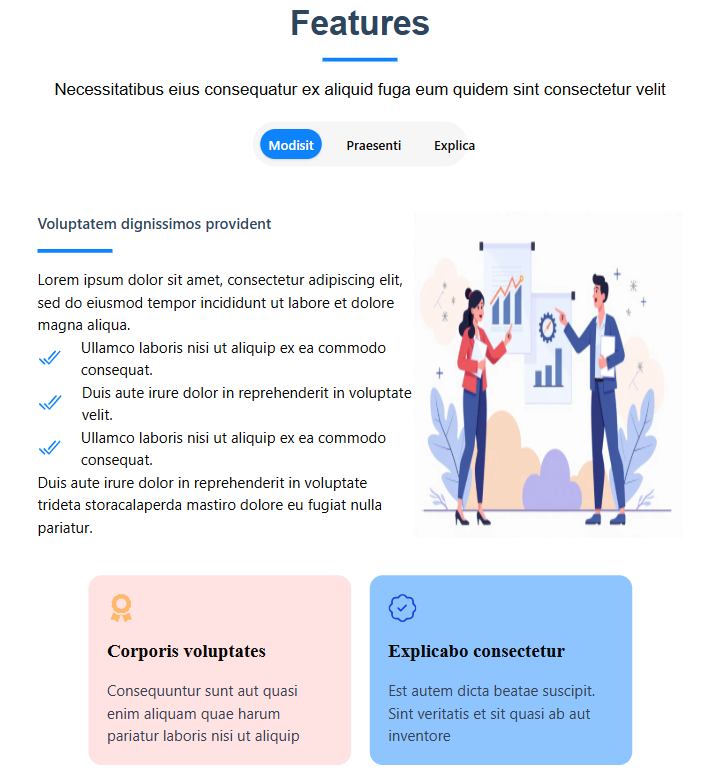 Features
Necessitatibus eius consequatur ex aliquid fuga eum quidem sint consectetur velit
Modisit Praesenti Explica
Voluptatem dignissimos provident
Lorem ipsum dolor sit amet, consectetur adipiscing elit,
sed do eiusmod tempor incididunt ut labore et dolore
magna aliqua.
Ullamco laboris nisi ut aliquip ex ea commodo
consequat.
Duis aute irure dolor in reprehenderit in voluptate
velit.
Ullamco laboris nisi ut aliquip ex ea commodo
consequat.
Duis aute irure dolor in reprehenderit in voluptate
trideta storacalaperda mastiro dolore eu fugiat nulla
pariatur.
Corporis voluptates
Consequuntur sunt aut quasi
enim aliquam quae harum
pariatur laboris nisi ut aliquip
Explicabo consectetur
Est autem dicta beatae suscipit.
Sint veritatis et sit quasi ab aut
inventore